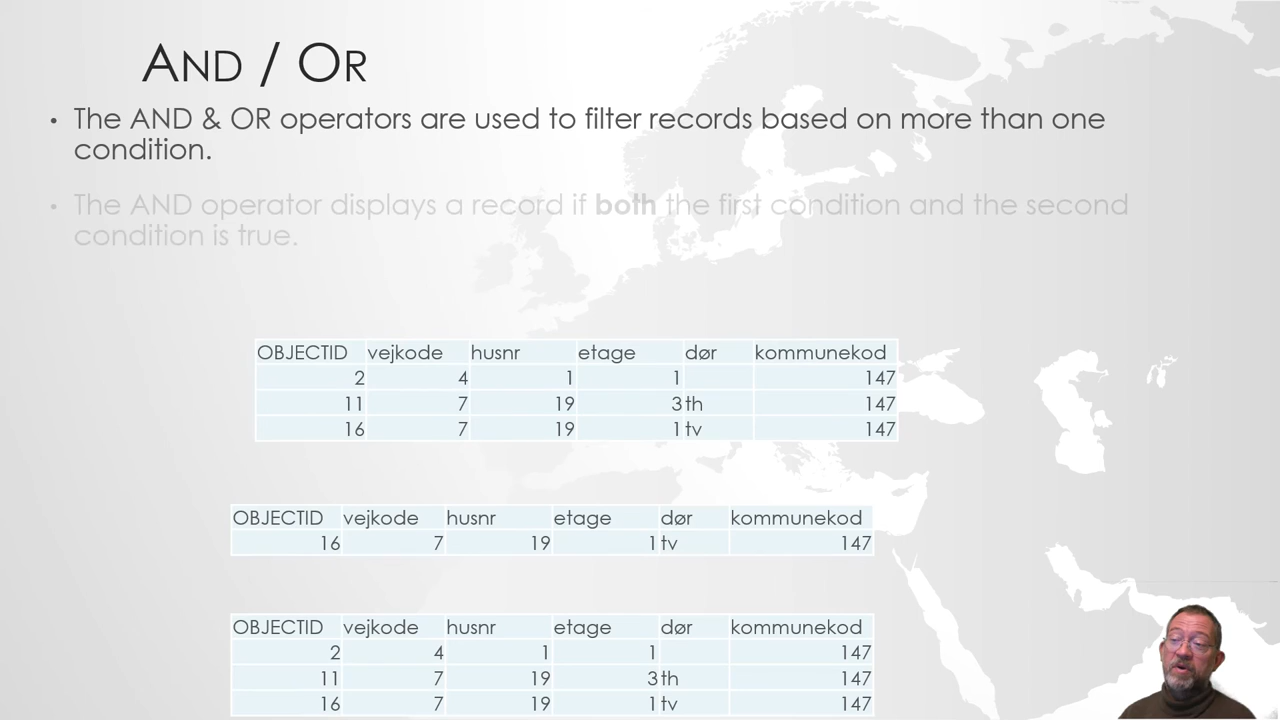 AND / OR
• The AND & OR operators are used to filter records based on more than one
condition.
• The AND operator displays a record if both the first condition and the second
condition is true.
OBJECTID vejkode husnr etage dør kommunekod
2 4 1 1 147
11 7 19 3 th 147
16 7 19 1 tv 147
OBJECTID vejkode husnr etage dør kommunekod
16 7 19 1 tv 147
OBJECTID vejkode husnr etage dør kommunekod
2 4 1 1 147
11 7 19 3 th 147
16 7 19 1 tv 147